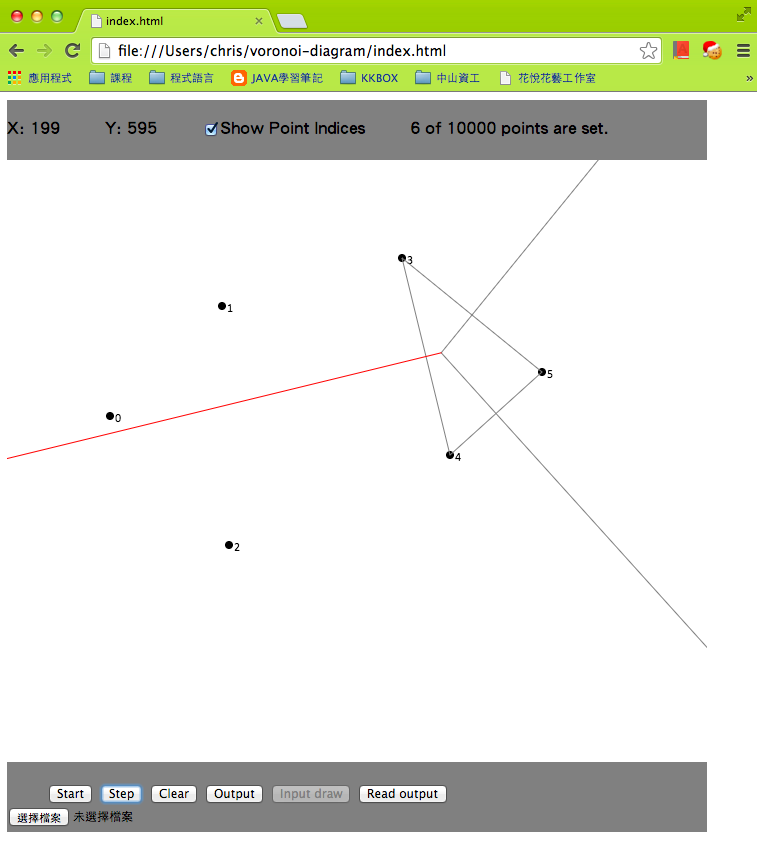 index.html
file:///Users/chris/voronoi-diagram/index.html
應用程式 課程 程式語言 JAVA學習筆記 KKBOX 中山資工 花悅花藝工作室 »
X: 199 Y: 595 Show Point Indices 6 of 10000 points are set.
3
1
5
0
4
2
Start Step Clear Output Input draw Read output
選擇檔案 未選擇檔案